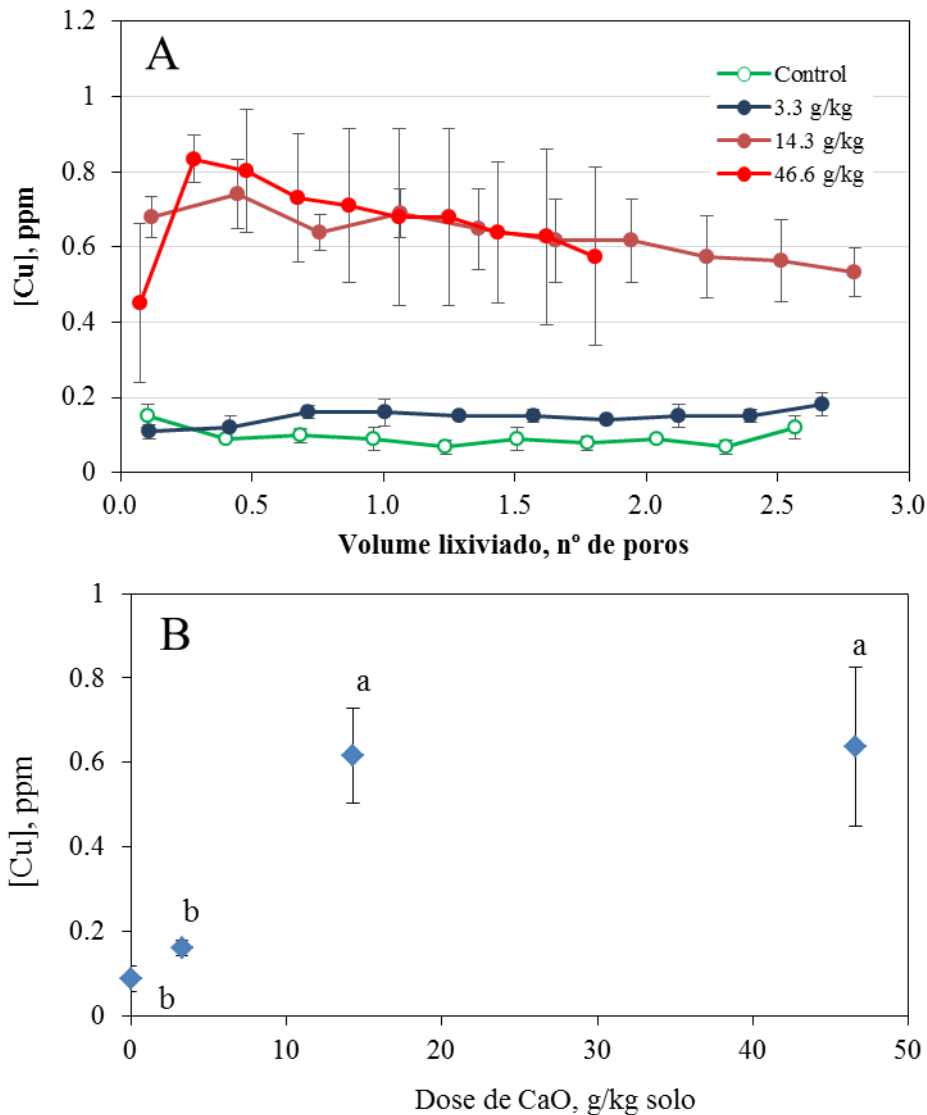 A
1.2
1
0.8
0.6
0.4
0.2
0
[Cu], ppm
Control
3.3 g/kg
14.3 g/kg
46.6 g/kg
0.0 0.5 1.0 1.5 2.0 2.5 3.0
Volume lixiviado, nº de poros
B
1
0.8
0.6
0.4
0.2
0
[Cu], ppm
a
a
b
b
0 10 20 30 40 50
Dose de CaO, g/kg solo